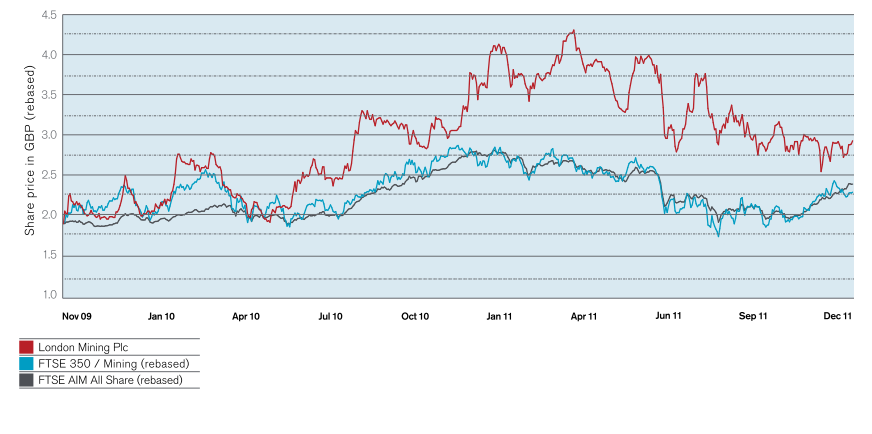 Share price in GBP (rebased)
4.5
4.0
3.5
3.0
2.5
2.0
1.5
1.0
Nov 09 Jan 10 Apr 10 Jul 10 Oct 10 Jan 11 Apr 11 Jun 11 Sep 11 Dec 11
London Mining Plc
FTSE 350 / Mining (rebased)
FTSE AIM All Share (rebased)